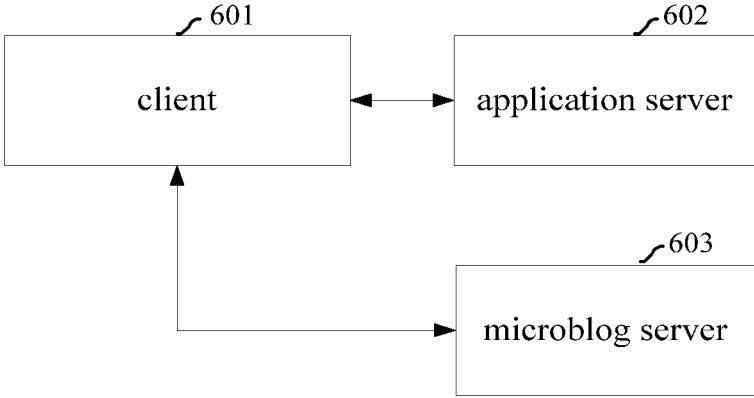 601
602
client
application server
603
microblog server